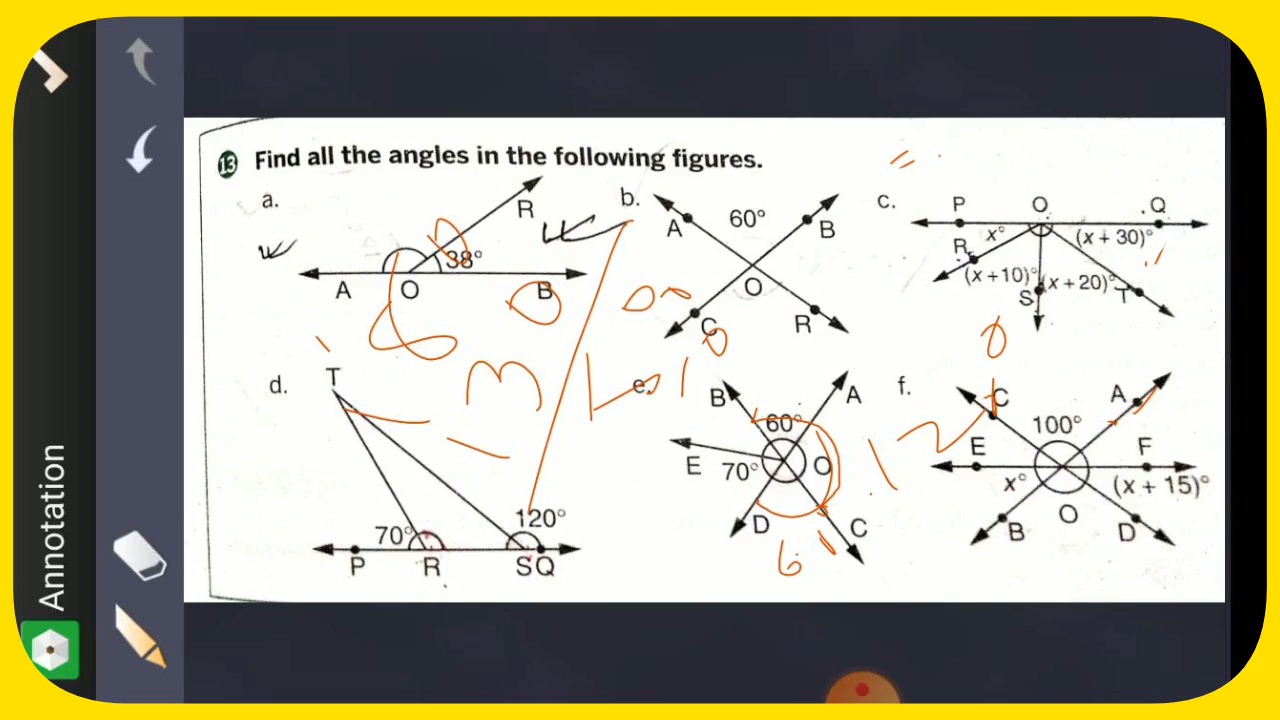 Annotation
13 Find all the angles in the following figures.
a.
R
38°
A O B
b.
60°
A B
O
C R
c.
P O Q
R x° (x + 30)°
(x +10)° (x +20)°
S T
d.
T
70° 120°
P R S Q
e.
B A
60°
E 70° O
D C
6
f.
C A
100°
E F
x° (x + 15)°
B O D